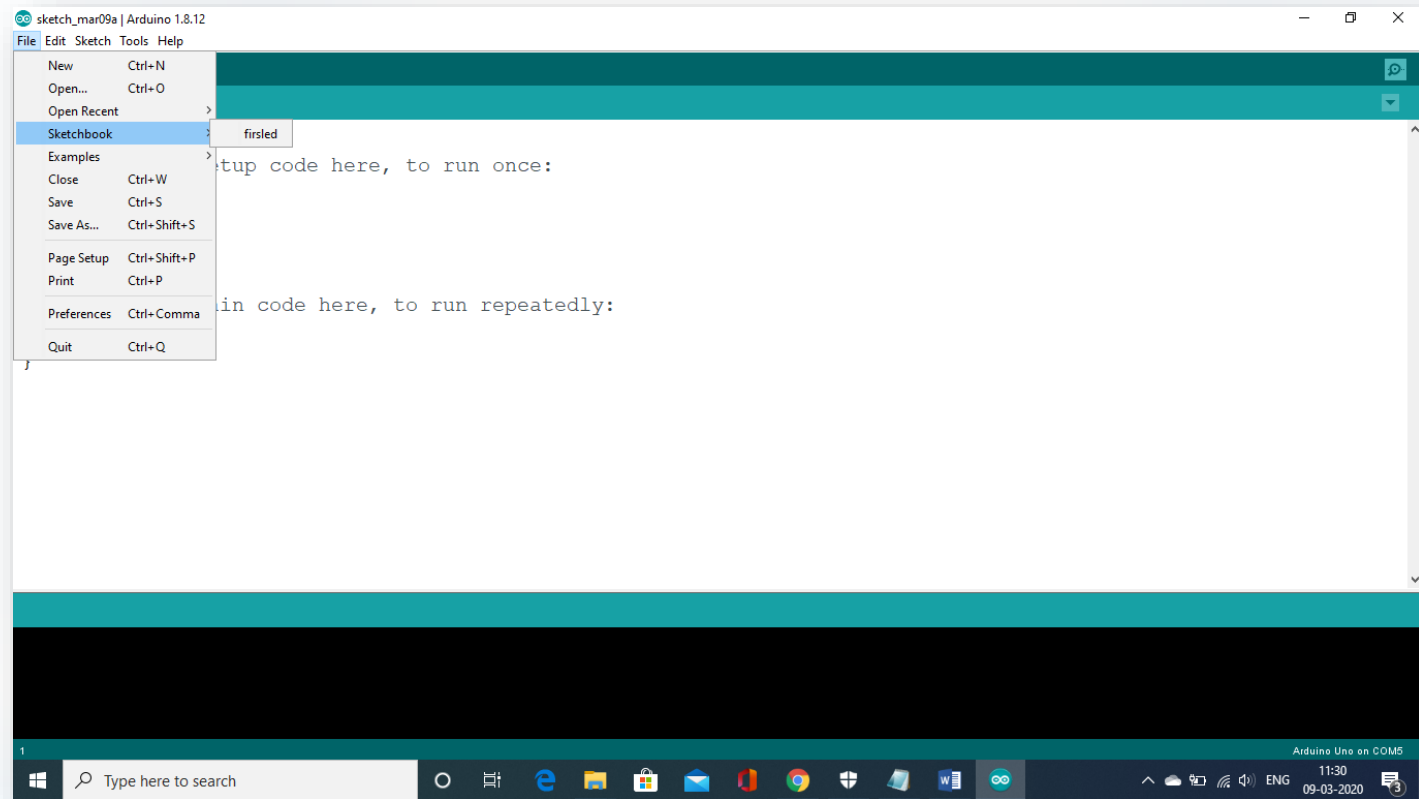 sketch_mar09a | Arduino 1.8.12
File Edit Sketch Tools Help
New Ctrl+N
Open... Ctrl+O
Open Recent
Sketchbook
firsled
Examples
Close Ctrl+W
Save Ctrl+S
Save As... Ctrl+Shift+S
Page Setup Ctrl+Shift+P
Print Ctrl+P
Preferences Ctrl+Comma
Quit Ctrl+Q
tup code here, to run once:
in code here, to run repeatedly:
}
1
Arduino Uno on COM5
Type here to search
ENG
11:30
09-03-2020
3